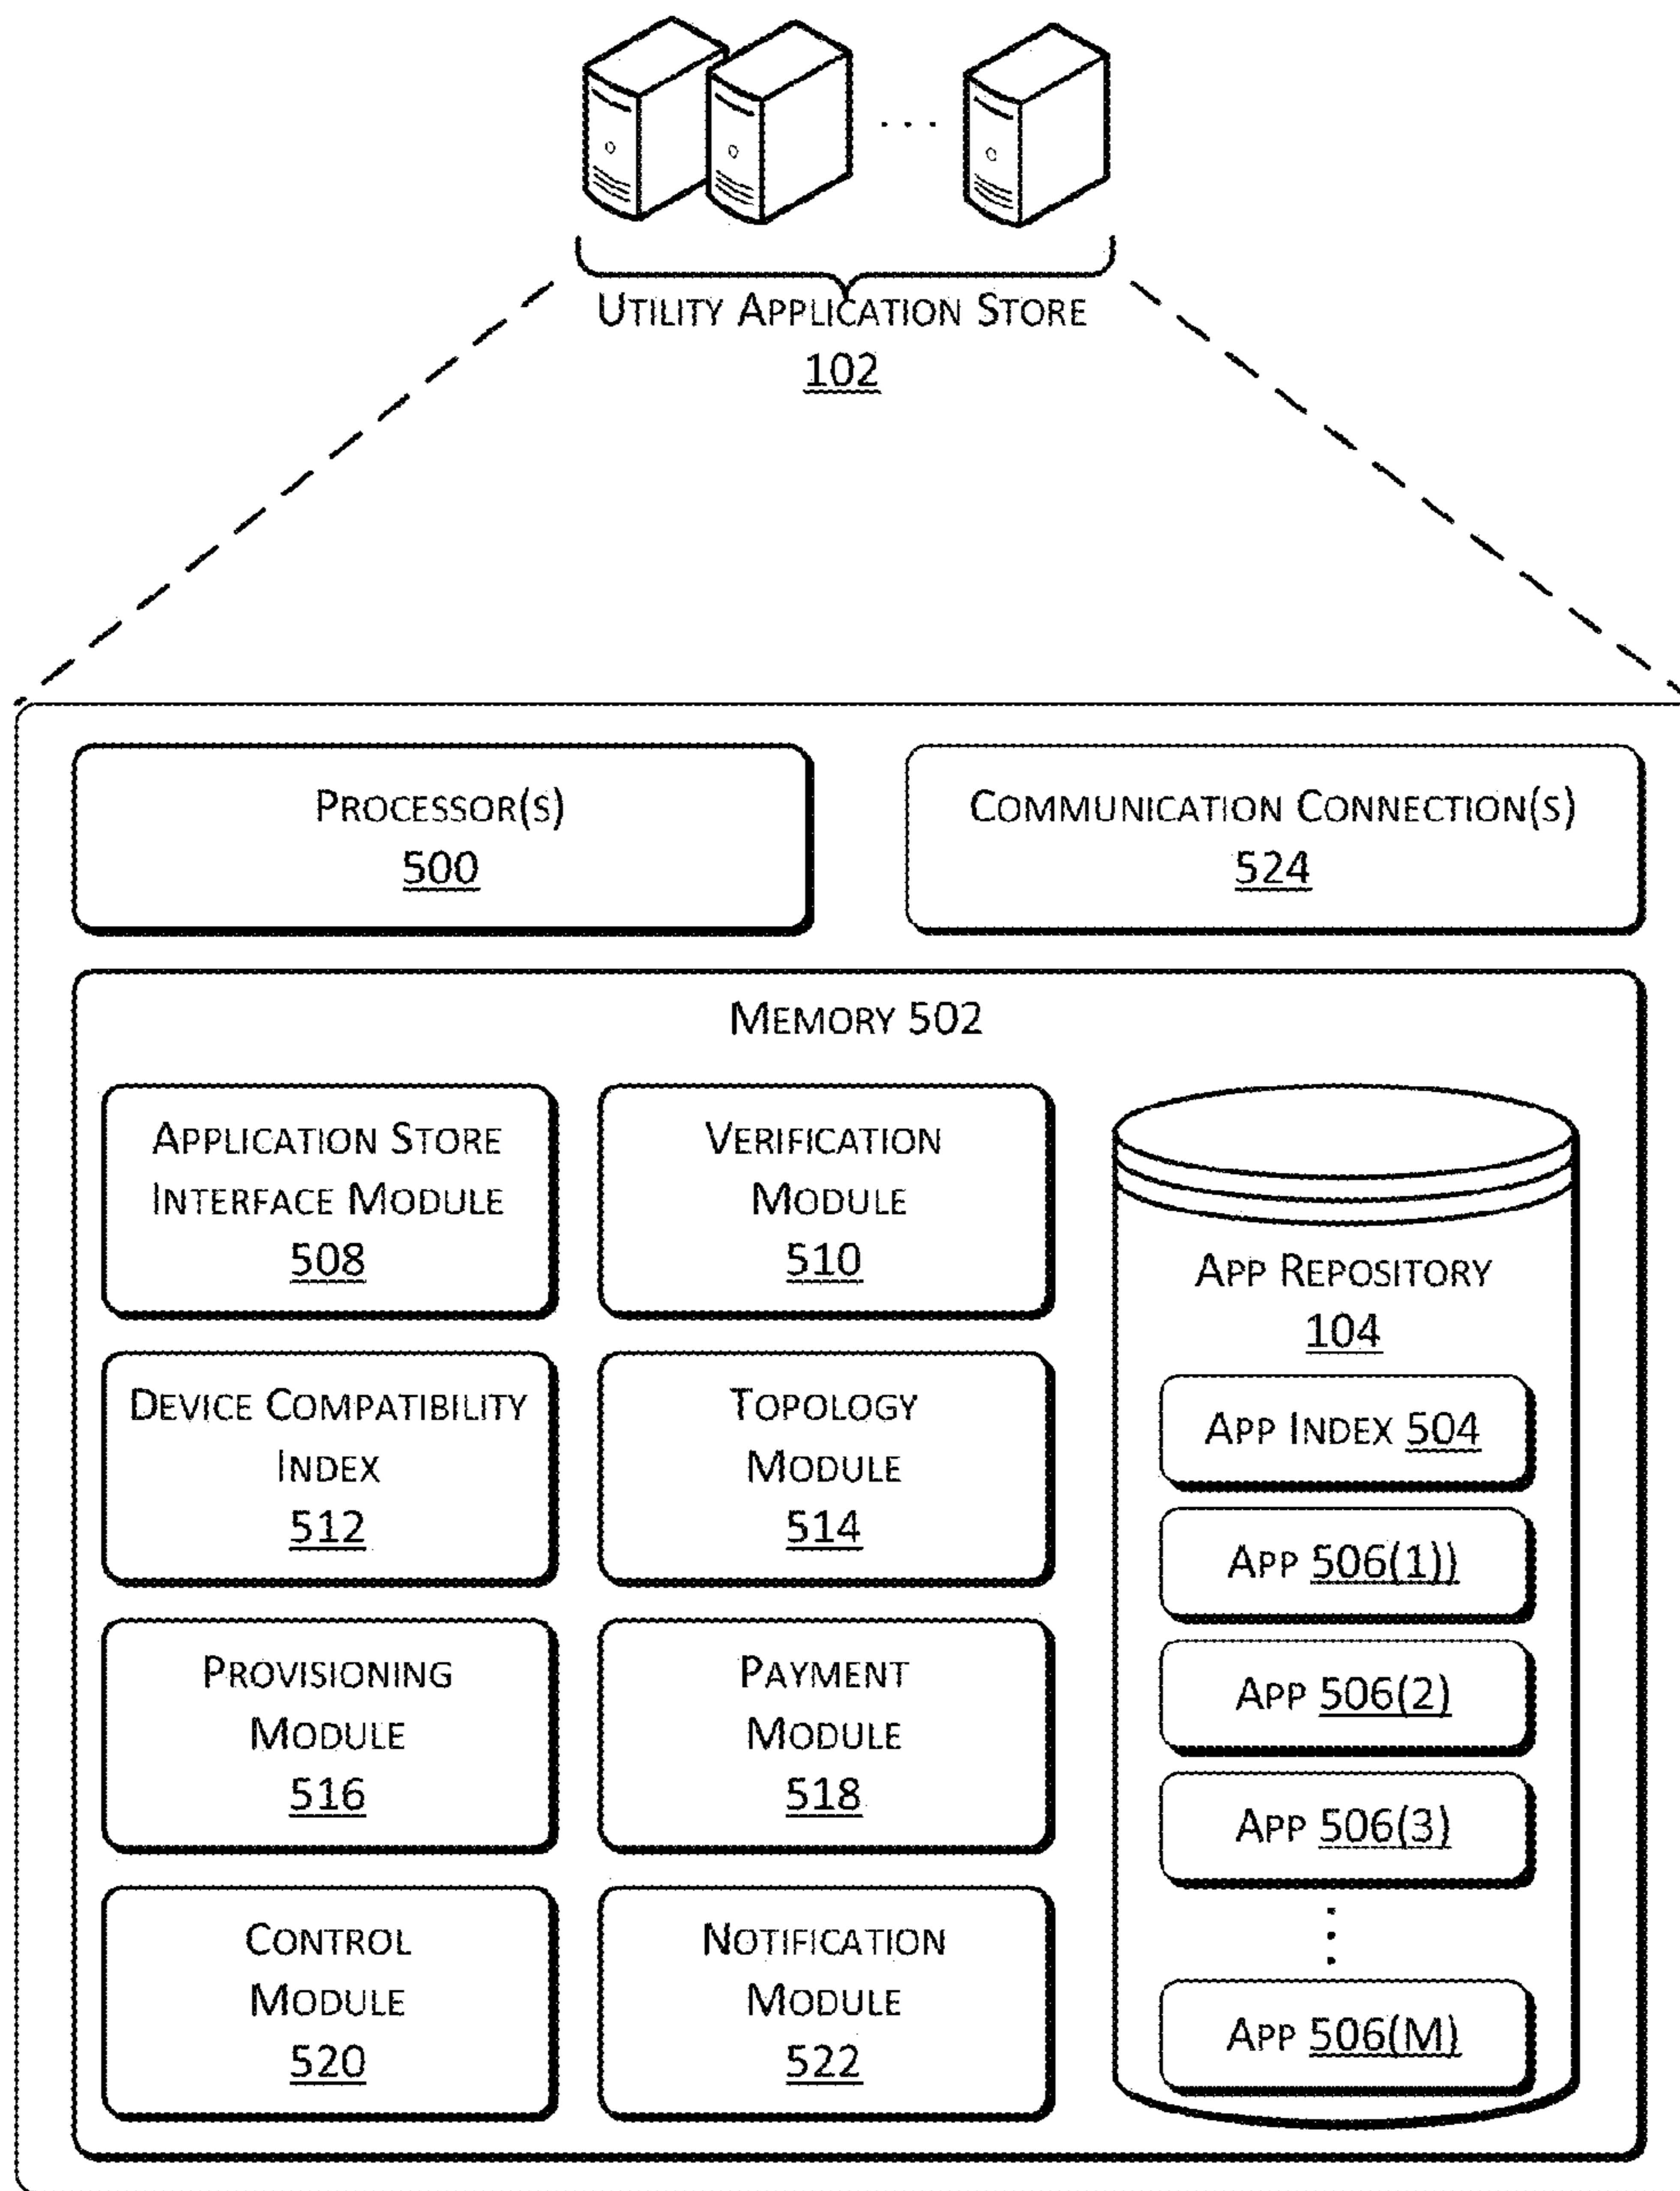 Utility Application Store
102
Processor(s)
500
Communication Connection(s)
524
Memory 502
Application Store
Interface Module
508
Verification
Module
510
Device Compatibility
Index
512
Topology
Module
514
Provisioning
Module
516
Payment
Module
518
Control
Module
520
Notification
Module
522
App Repository
104
App Index 504
App 506(1))
App 506(2)
App 506(3)
App 506(M)